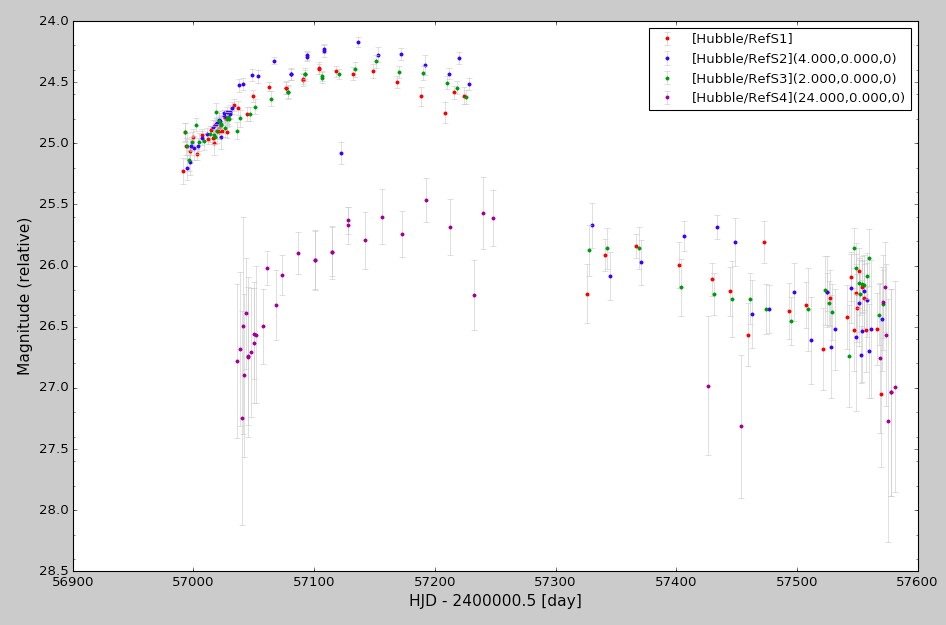 24.0
24.5
25.0
25.5
26.0
26.5
27.0
27.5
28.0
28.5
Magnitude (relative)
[Hubble/RefS1]
[Hubble/RefS2](4.000,0.000,0)
[Hubble/RefS3](2.000,0.000,0)
[Hubble/RefS4](24.000,0.000,0)
56900 57000 57100 57200 57300 57400 57500 57600
HJD - 2400000.5 [day]